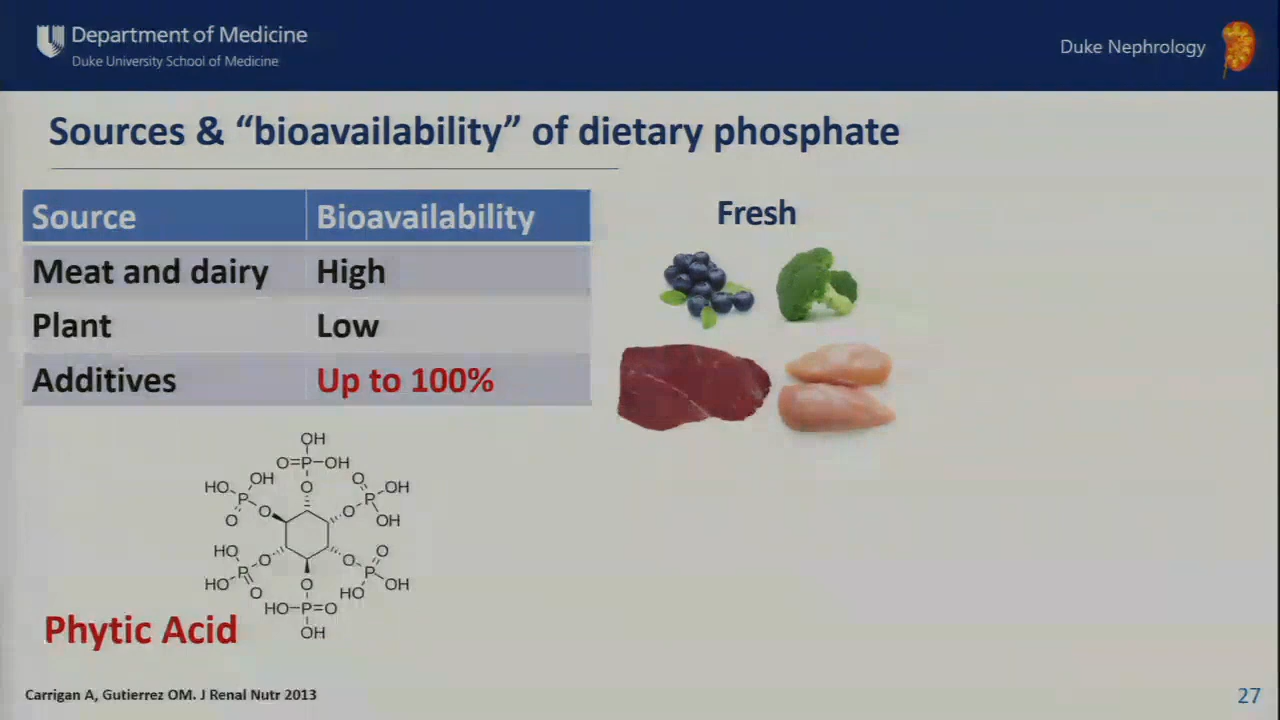 Department of Medicine
Duke University School of Medicine
Duke Nephrology
Sources & “bioavailability” of dietary phosphate
Source Bioavailability
Meat and dairy High
Plant Low
Additives Up to 100%
Fresh
OH
O=P–OH
HO OH O OH
P O P
O O O OH
HO O O O
HO P P OH
O O HO
HO–P=O
OH
Phytic Acid
Carrigan A, Gutierrez OM. J Renal Nutr 2013
27